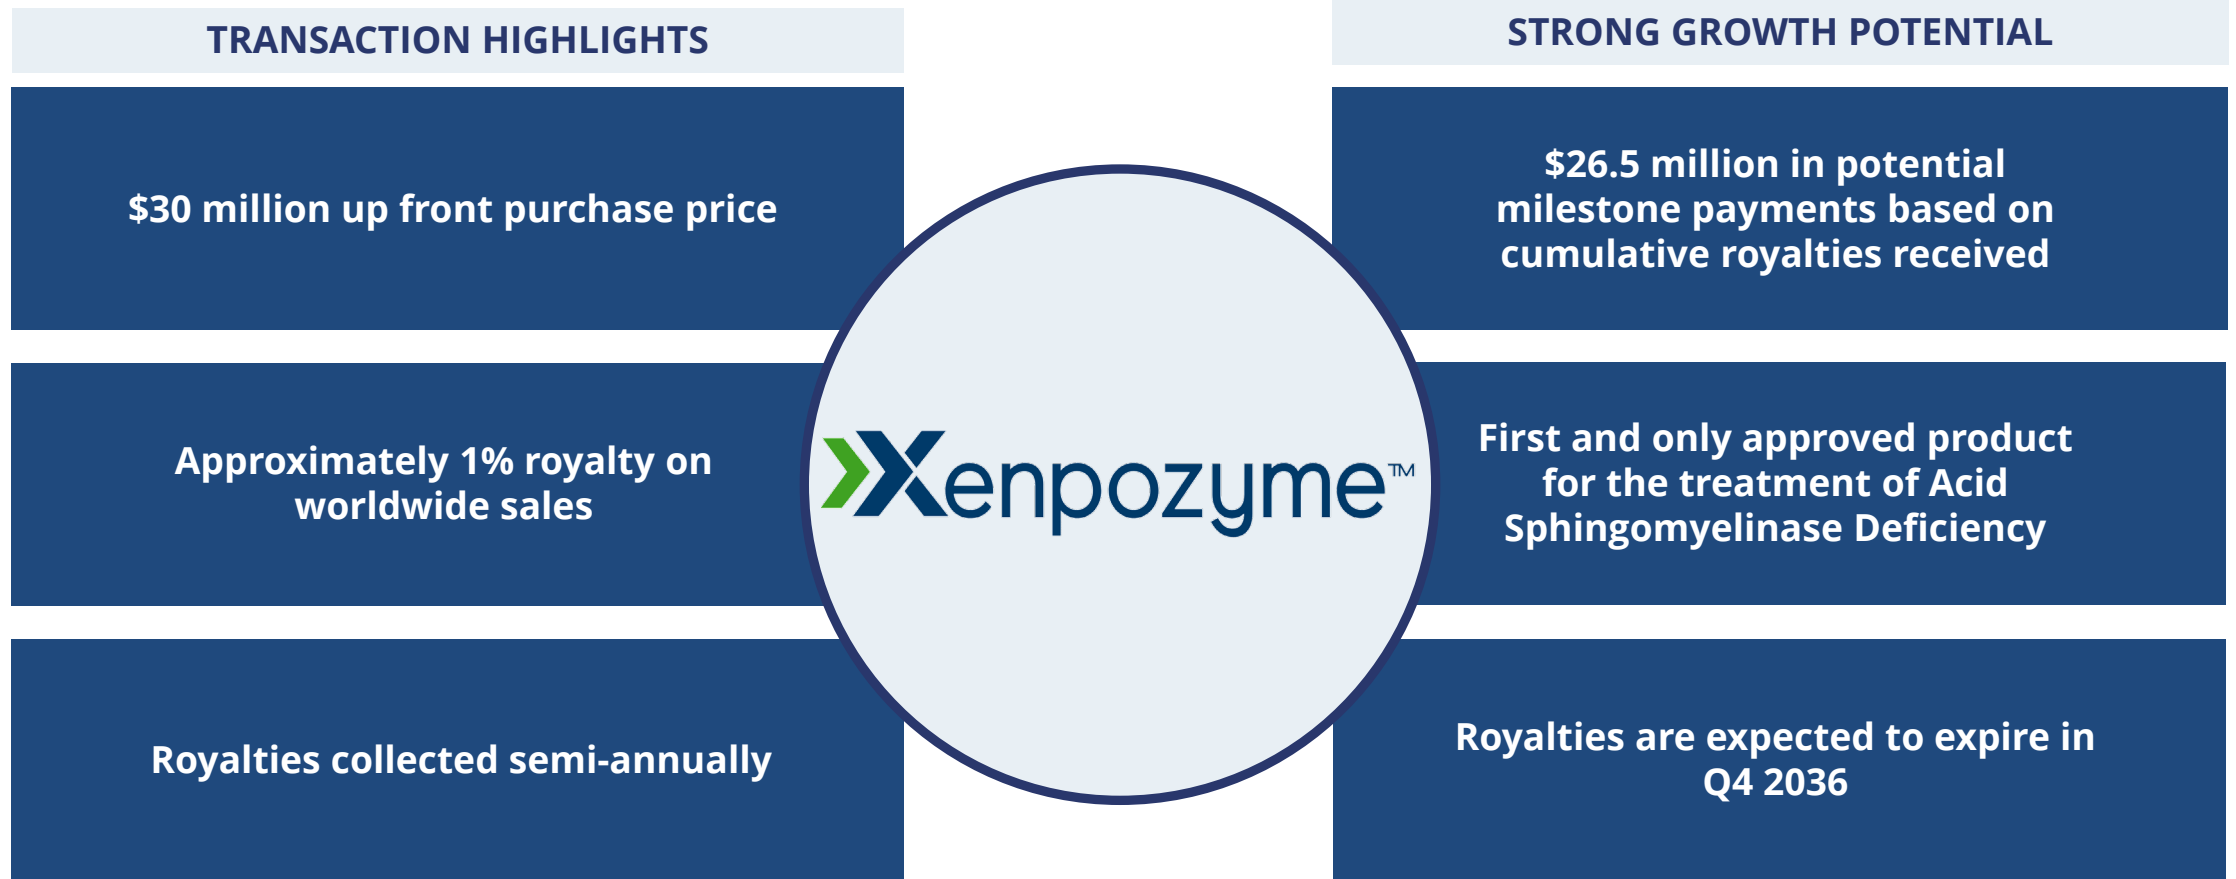 TRANSACTION HIGHLIGHTS
$30 million up front purchase price
Approximately 1% royalty on
worldwide sales
Royalties collected semi-annually
Xenpozyme™
STRONG GROWTH POTENTIAL
$26.5 million in potential
milestone payments based on
cumulative royalties received
First and only approved product
for the treatment of Acid
Sphingomyelinase Deficiency
Royalties are expected to expire in
Q4 2036